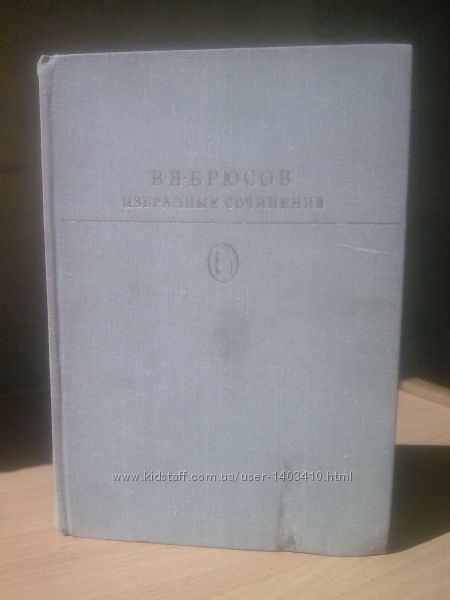 В·Я·БРЮСОВ
ИЗБРАННЫЕ СОЧИНЕНИЯ
www.kidstaff.com.ua/user-1403410.html